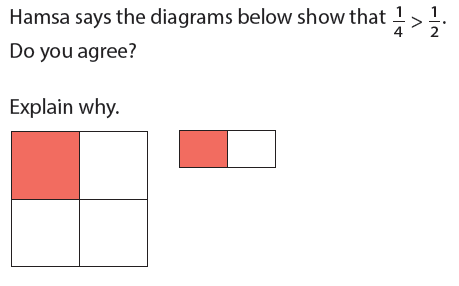 Hamsa says the diagrams below show that 1/4 > 1/2.
Do you agree?
Explain why.